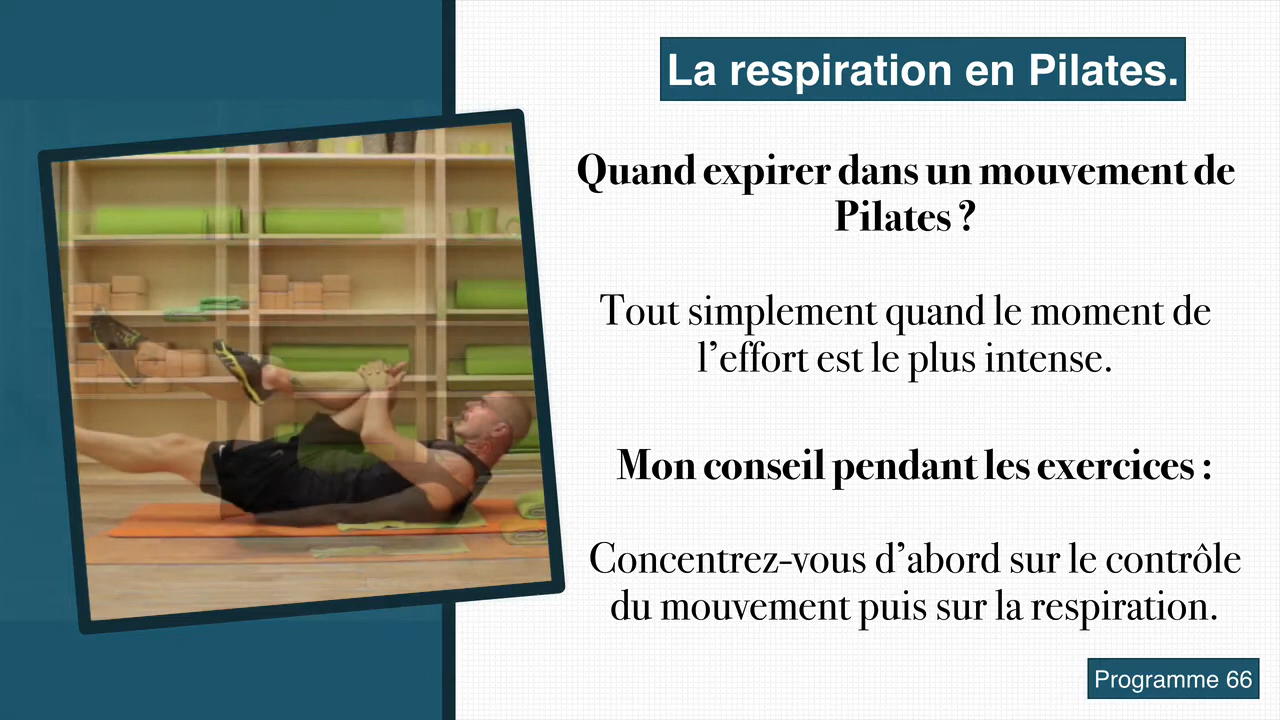 La respiration en Pilates.
Quand expirer dans un mouvement de
Pilates ?
Tout simplement quand le moment de
l’effort est le plus intense.
Mon conseil pendant les exercices :
Concentrez-vous d’abord sur le contrôle
du mouvement puis sur la respiration.
Programme 66